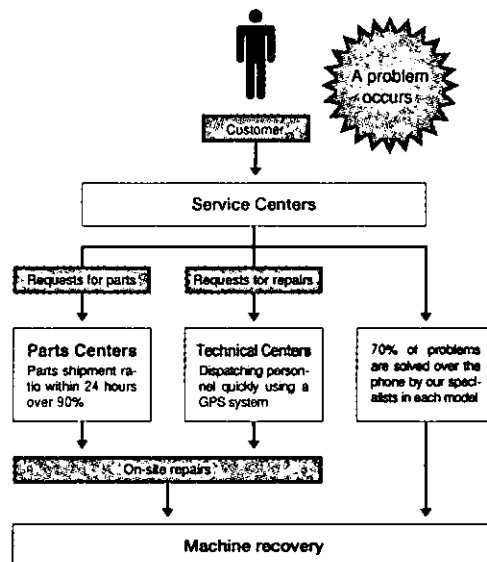 A problem
occurs
Customer
Service Centers
Requests for parts
Requests for repairs
Parts Centers
Parts shipment ra-
tio within 24 hours
over 90%
Technical Centers
Dispatching person-
nel quickly using a
GPS system
70% of problems
are solved over the
phone by our speci-
alists in each model
On-site repairs
Machine recovery